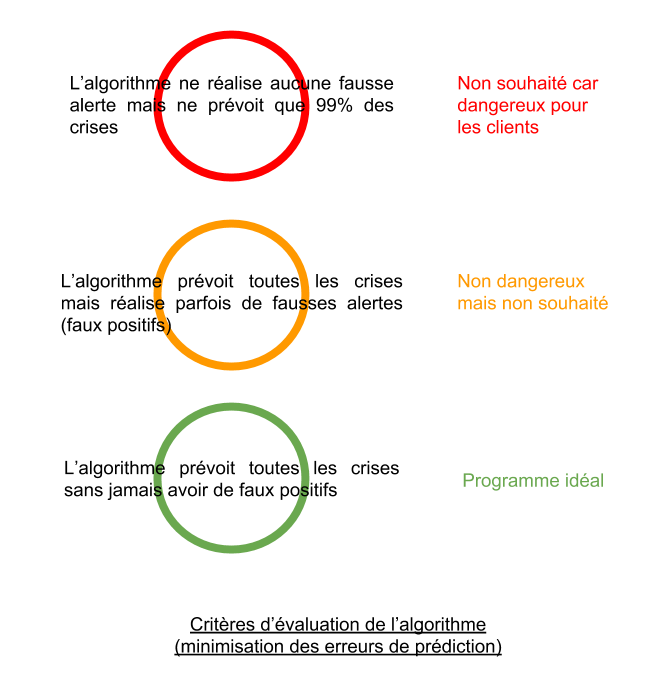 L'algorithme ne réalise aucune fausse
alerte mais ne prévoit que 99% des
crises
Non souhaité car
dangereux pour
les clients
L'algorithme prévoit toutes les crises
mais réalise parfois de fausses alertes
(faux positifs)
Non dangereux
mais non souhaité
L'algorithme prévoit toutes les crises
sans jamais avoir de faux positifs
Programme idéal
Critères d'évaluation de l'algorithme
(minimisation des erreurs de prédiction)